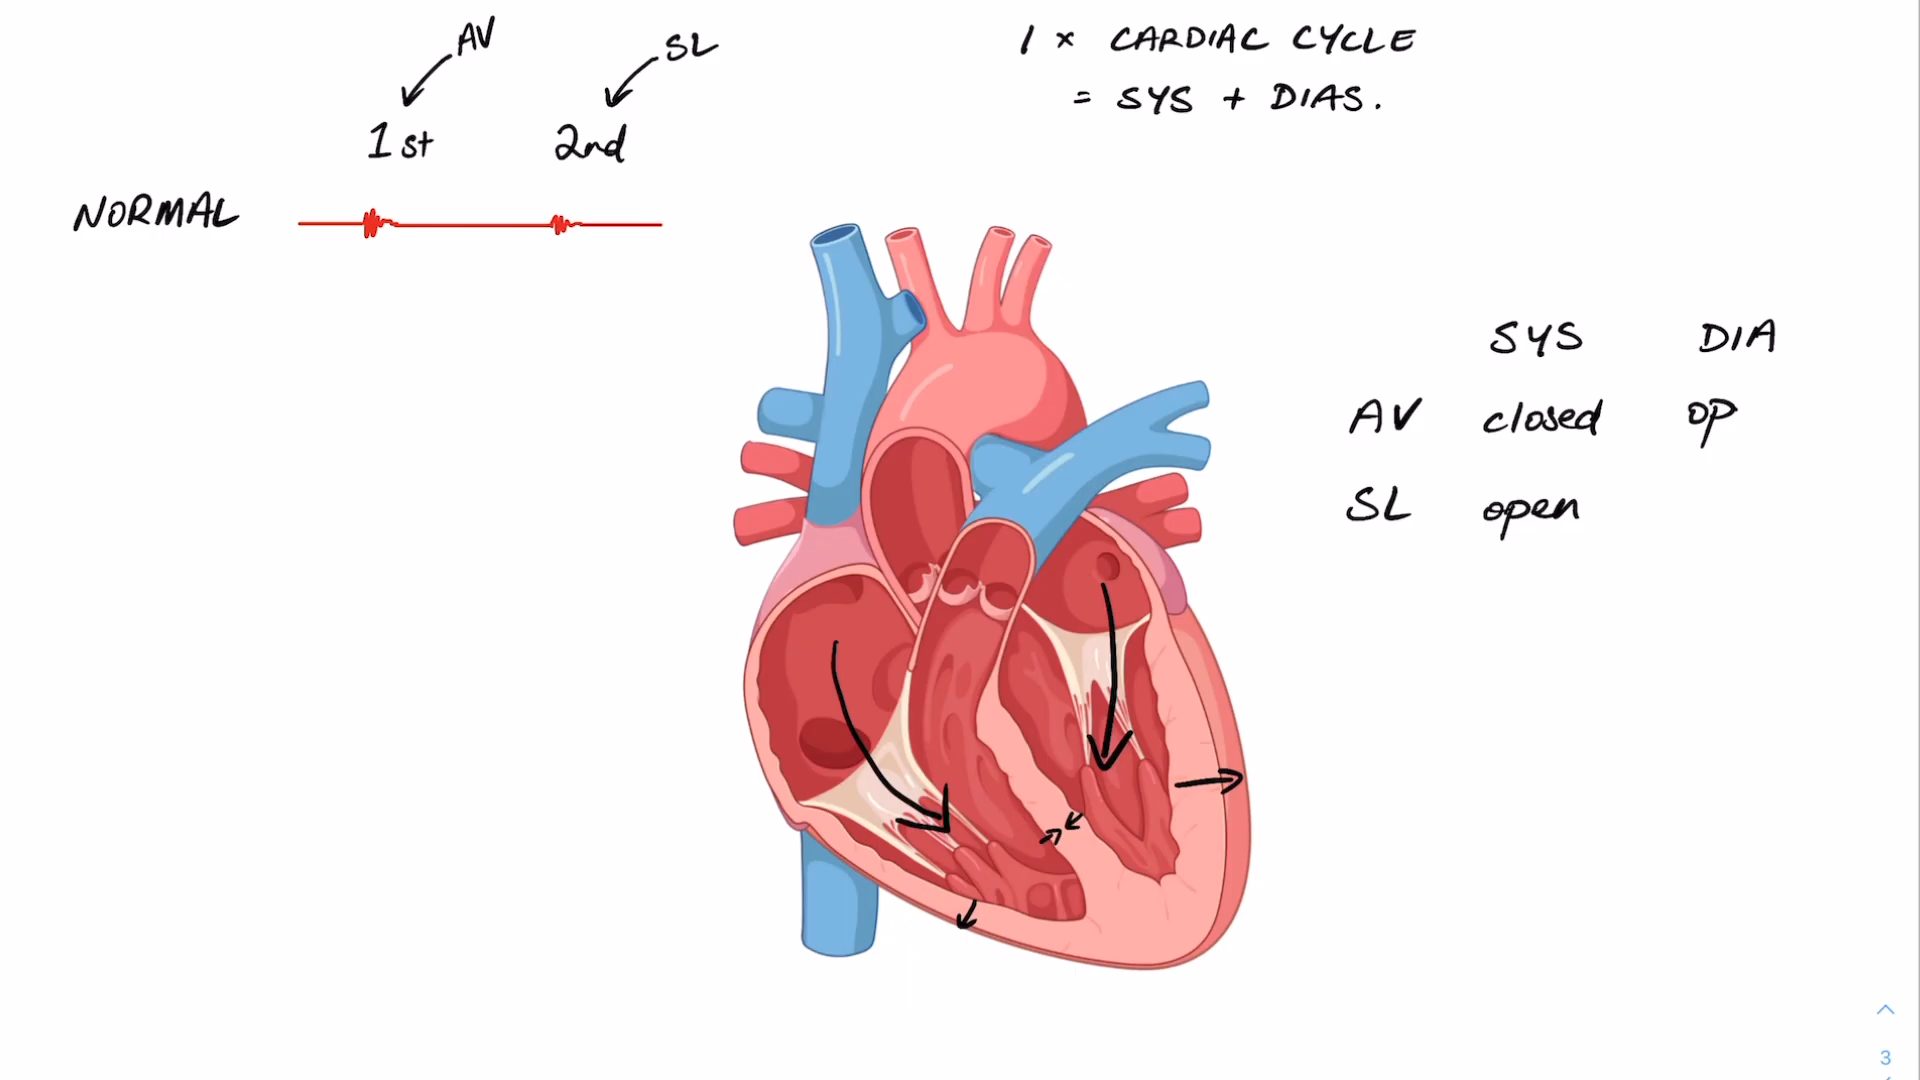 AV SL
1st 2nd
NORMAL
1 × CARDIAC CYCLE
= SYS + DIAS.
SYS DIA
AV closed op
SL open
3